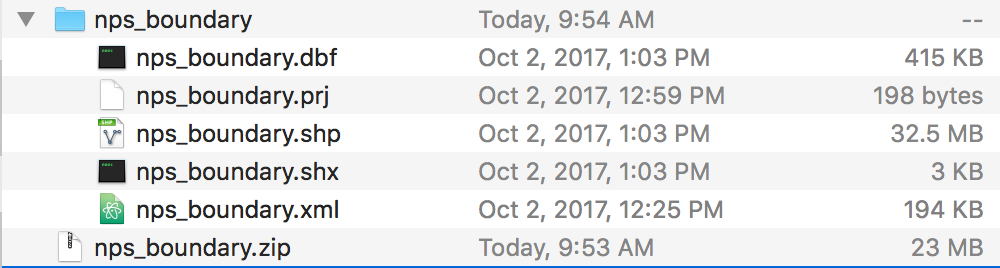 nps_boundary Today, 9:54 AM --
nps_boundary.dbf Oct 2, 2017, 1:03 PM 415 KB
nps_boundary.prj Oct 2, 2017, 12:59 PM 198 bytes
nps_boundary.shp Oct 2, 2017, 1:03 PM 32.5 MB
nps_boundary.shx Oct 2, 2017, 1:03 PM 3 KB
nps_boundary.xml Oct 2, 2017, 12:25 PM 194 KB
nps_boundary.zip Today, 9:53 AM 23 MB